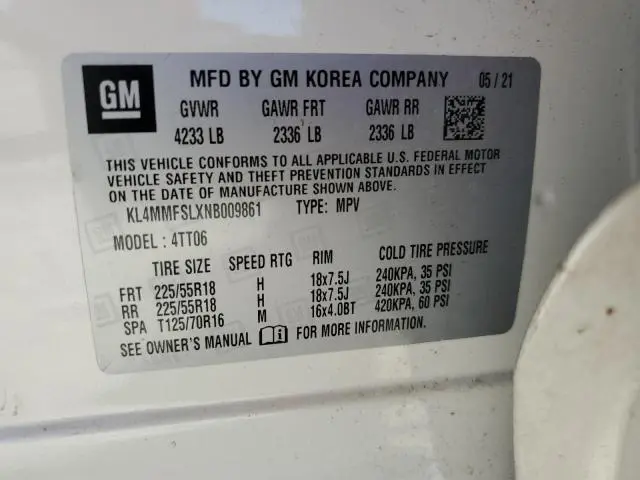 GM
MFD BY GM KOREA COMPANY 05 / 21
GVWR GAWR FRT GAWR RR
4233 LB 2336 LB 2336 LB
THIS VEHICLE CONFORMS TO ALL APPLICABLE U.S. FEDERAL MOTOR
VEHICLE SAFETY AND THEFT PREVENTION STANDARDS IN EFFECT
ON THE DATE OF MANUFACTURE SHOWN ABOVE.
KL4MMFSLXNB009861 TYPE: MPV
MODEL : 4TT06
TIRE SIZE SPEED RTG RIM COLD TIRE PRESSURE
FRT 225/55R18 H 18x7.5J 240KPA, 35 PSI
RR 225/55R18 H 18x7.5J 240KPA, 35 PSI
SPA T125/70R16 M 16x4.0BT 420KPA, 60 PSI
SEE OWNER'S MANUAL FOR MORE INFORMATION.